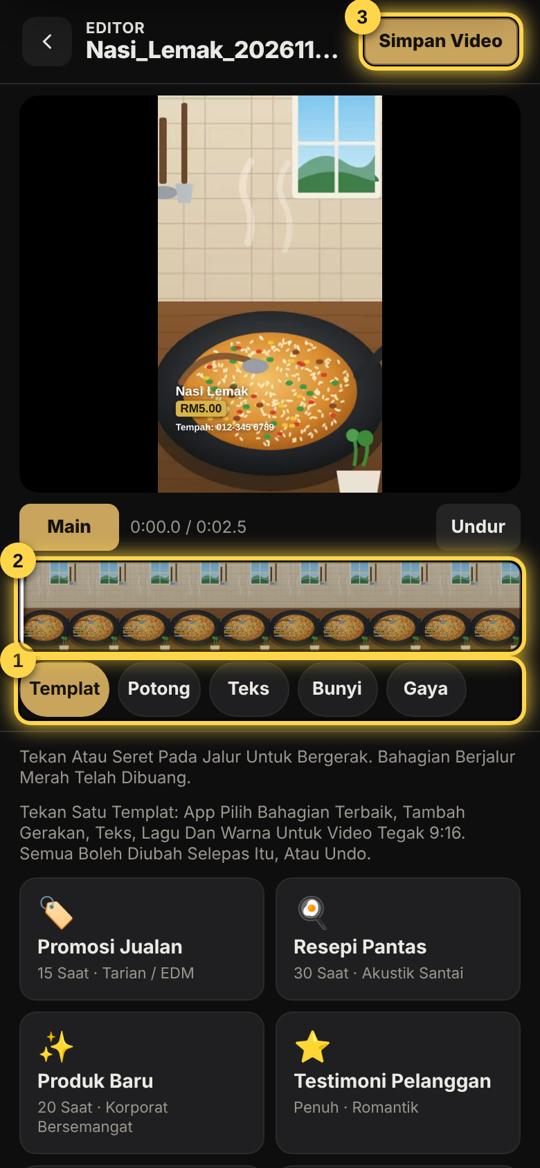 EDITOR
Nasi_Lemak_202611...
3
Simpan Video
Nasi Lemak
RM5.00
Tempah: 012-345 6789
Main
0:00.0 / 0:02.5
Undur
2
1
Templat
Potong
Teks
Bunyi
Gaya
Tekan Atau Seret Pada Jalur Untuk Bergerak. Bahagian Berjalur
Merah Telah Dibuang.
Tekan Satu Templat: App Pilih Bahagian Terbaik, Tambah
Gerakan, Teks, Lagu Dan Warna Untuk Video Tegak 9:16.
Semua Boleh Diubah Selepas Itu, Atau Undo.
Promosi Jualan
15 Saat · Tarian / EDM
Resepi Pantas
30 Saat · Akustik Santai
Produk Baru
20 Saat · Korporat
Bersemangat
Testimoni Pelanggan
Penuh · Romantik